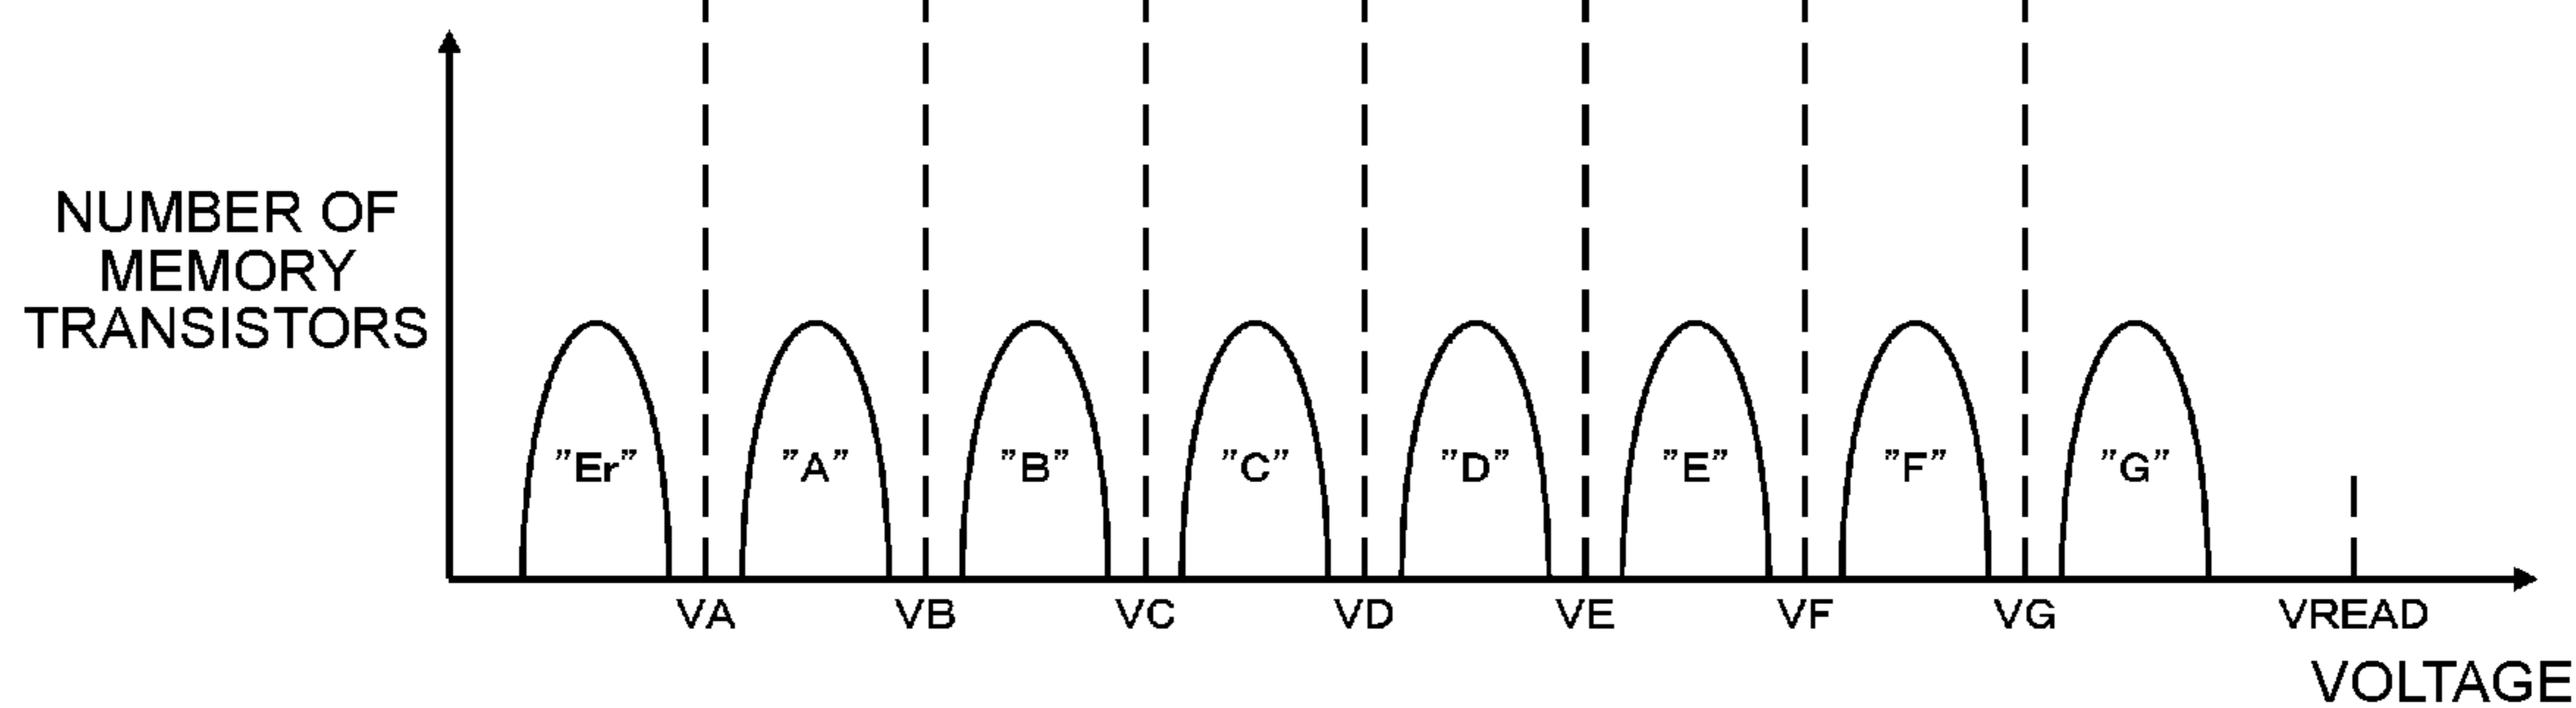 NUMBER OF
MEMORY
TRANSISTORS
”Er” ”A” ”B” ”C” ”D” ”E” ”F” ”G”
VA VB VC VD VE VF VG VREAD
VOLTAGE